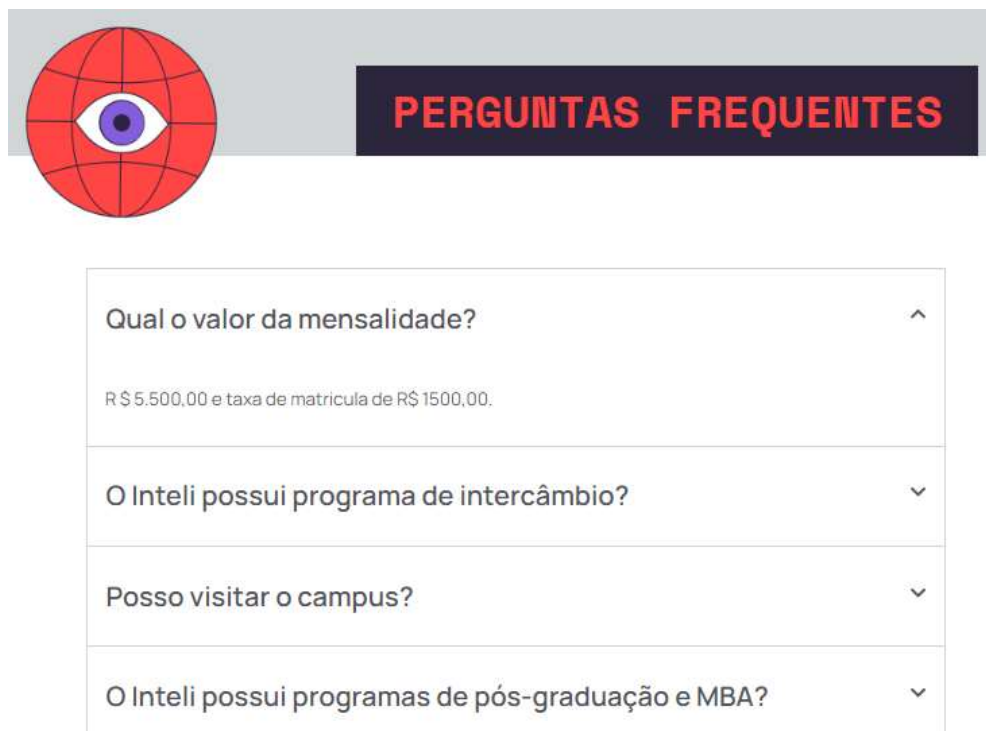 PERGUNTAS FREQUENTES
Qual o valor da mensalidade?
R$ 5.500,00 e taxa de matricula de R$ 1500,00.
O Inteli possui programa de intercâmbio?
Posso visitar o campus?
O Inteli possui programas de pós-graduação e MBA?